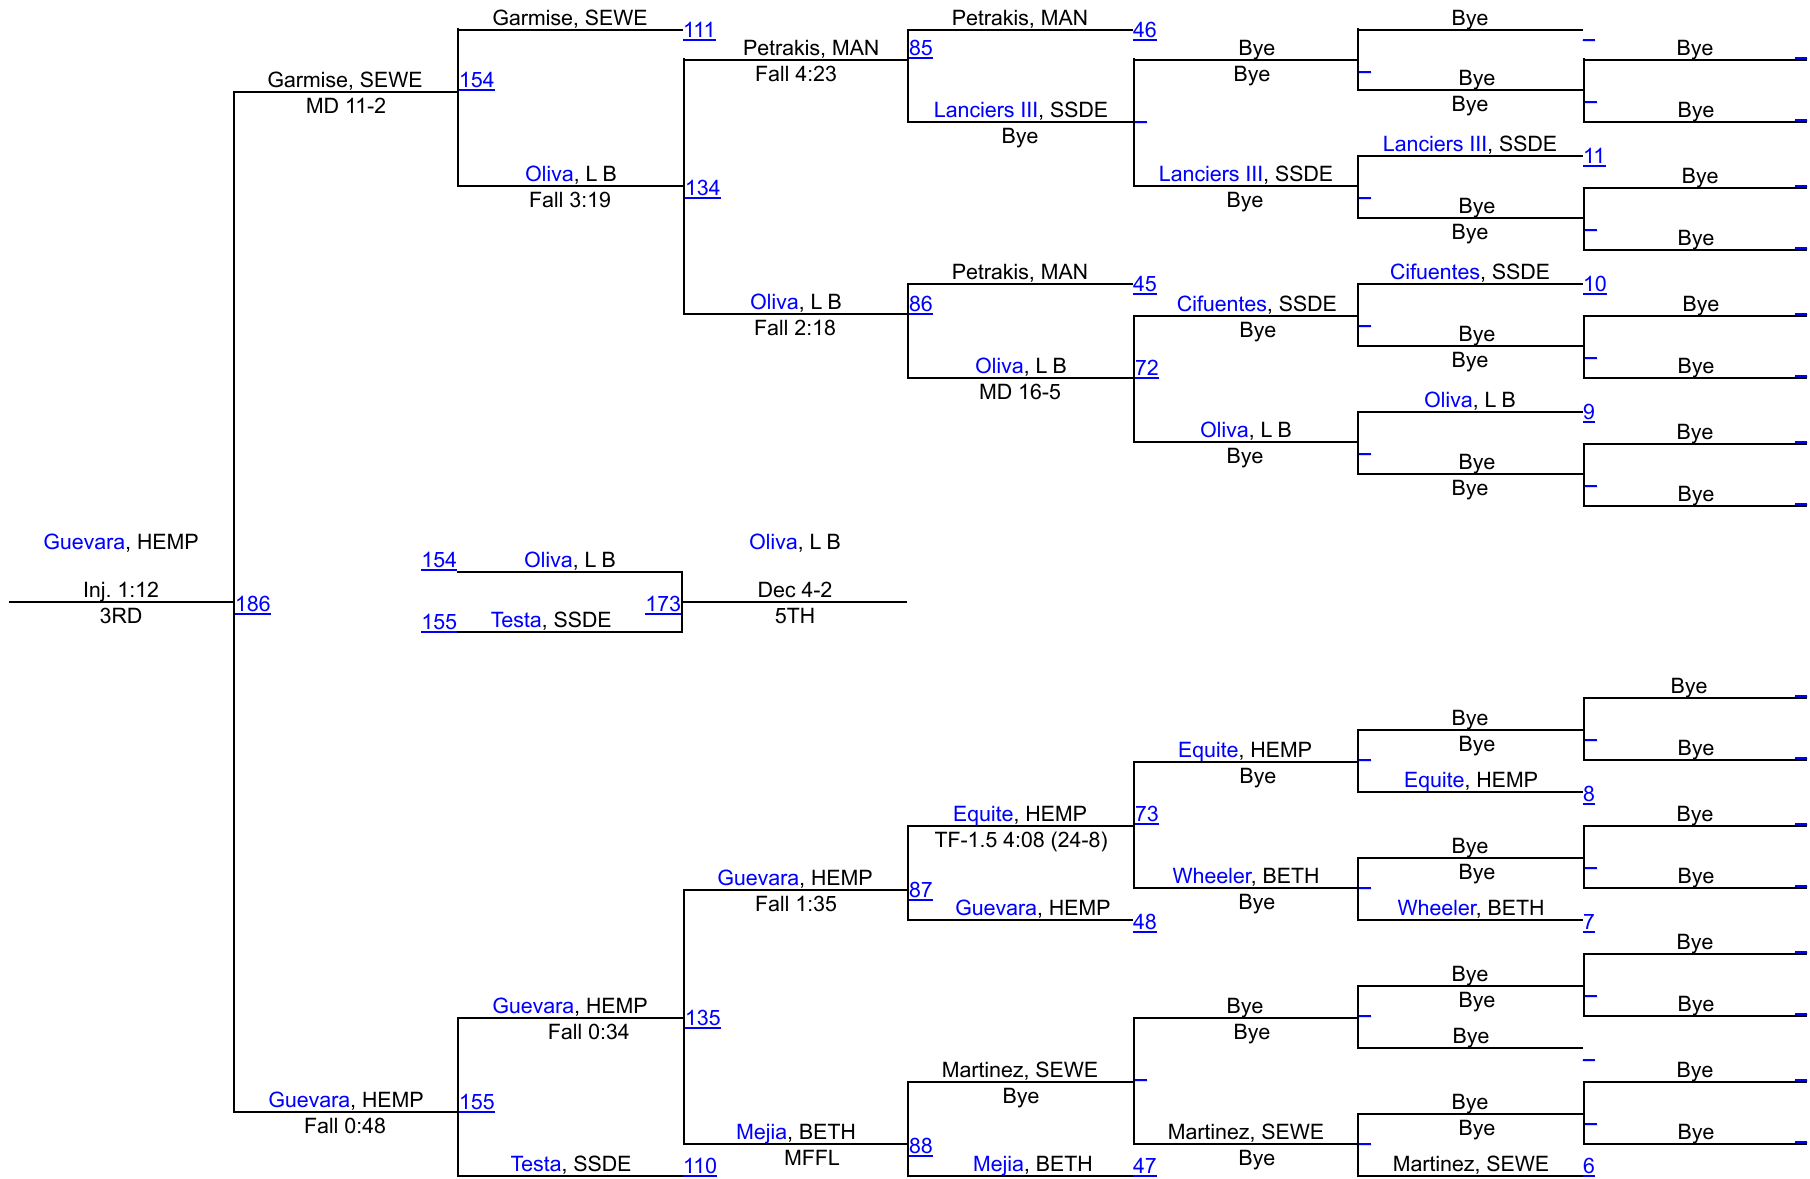 Garmise, SEWE
111
Petrakis, MAN
46
Bye
Bye
Petrakis, MAN
85
Fall 4:23
Bye
Bye
Garmise, SEWE
154
MD 11-2
Bye
Bye
Bye
Lanciers III, SSDE
Bye
Lanciers III, SSDE
11
Oliva, L B
134
Fall 3:19
Lanciers III, SSDE
Bye
Bye
Bye
Bye
Bye
Petrakis, MAN
45
Cifuentes, SSDE
10
Oliva, L B
86
Fall 2:18
Cifuentes, SSDE
Bye
Bye
Bye
Bye
Oliva, L B
72
MD 16-5
Bye
Oliva, L B
9
Oliva, L B
Bye
Bye
Bye
Bye
Bye
Guevara, HEMP
Inj. 1:12
3RD
186
154
Oliva, L B
155
Testa, SSDE
173
Oliva, L B
Dec 4-2
5TH
Bye
Bye
Bye
Bye
Equite, HEMP
Bye
Equite, HEMP
8
Equite, HEMP
73
TF-1.5 4:08 (24-8)
Bye
Bye
Bye
Bye
Guevara, HEMP
87
Fall 1:35
Wheeler, BETH
Bye
Guevara, HEMP
48
Wheeler, BETH
7
Bye
Bye
Bye
Bye
Guevara, HEMP
135
Fall 0:34
Bye
Bye
Bye
Martinez, SEWE
Bye
Bye
Bye
Bye
Bye
Guevara, HEMP
155
Fall 0:48
Mejia, BETH
88
MFFL
Martinez, SEWE
Bye
Testa, SSDE
110
Mejia, BETH
47
Martinez, SEWE
6